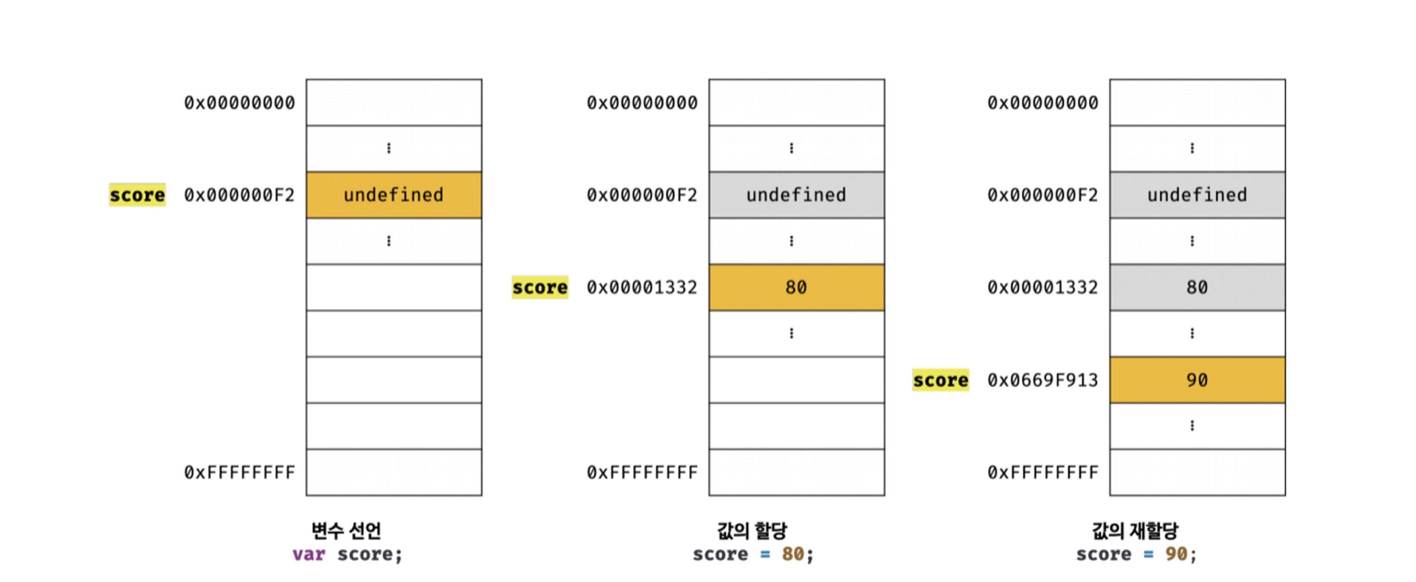 0x00000000
⋮
score 0x000000F2 undefined
⋮
0xFFFFFFFF
변수 선언
var score;
0x00000000
⋮
0x000000F2 undefined
⋮
score 0x00001332 80
⋮
0xFFFFFFFF
값의 할당
score = 80;
0x00000000
⋮
0x000000F2 undefined
⋮
0x00001332 80
⋮
score 0x0669F913 90
⋮
0xFFFFFFFF
값의 재할당
score = 90;